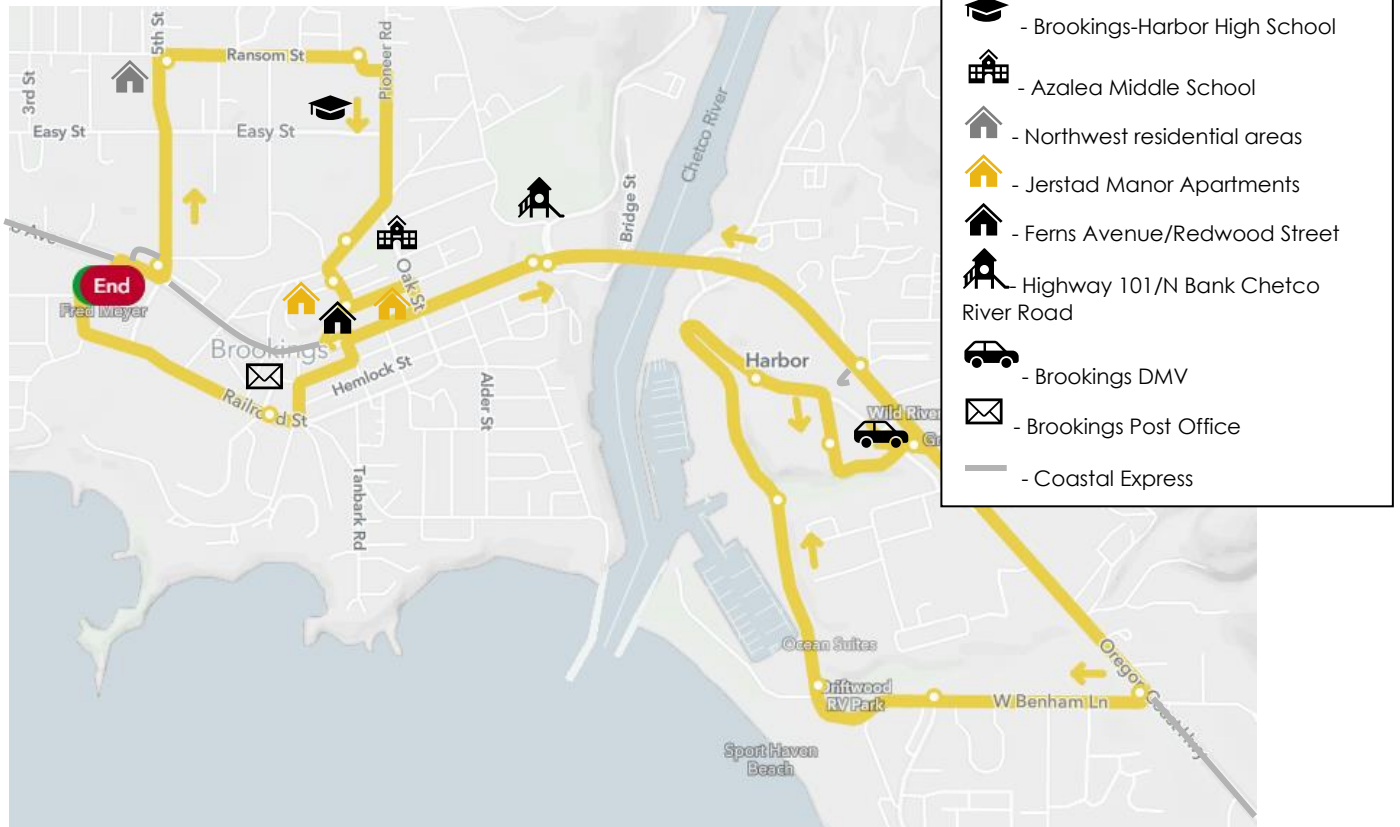 - Brookings-Harbor High School
- Azalea Middle School
- Northwest residential areas
- Jerstad Manor Apartments
- Ferns Avenue/Redwood Street
- Highway 101/N Bank Chetco
River Road
- Brookings DMV
- Brookings Post Office
- Coastal Express
5th St
Ransom St
Pioneer Rd
3rd St
Easy St
Easy St
Chetco River
Bridge St
Oak St
End
Fred Meyer
Brookings
Hemlock St
Railroad St
Alder St
Tanbark Rd
Harbor
Wild River
Ocean Suites
Driftwood
RV Park
W Benham Ln
Oregon Coast Hwy
Sport Haven
Beach